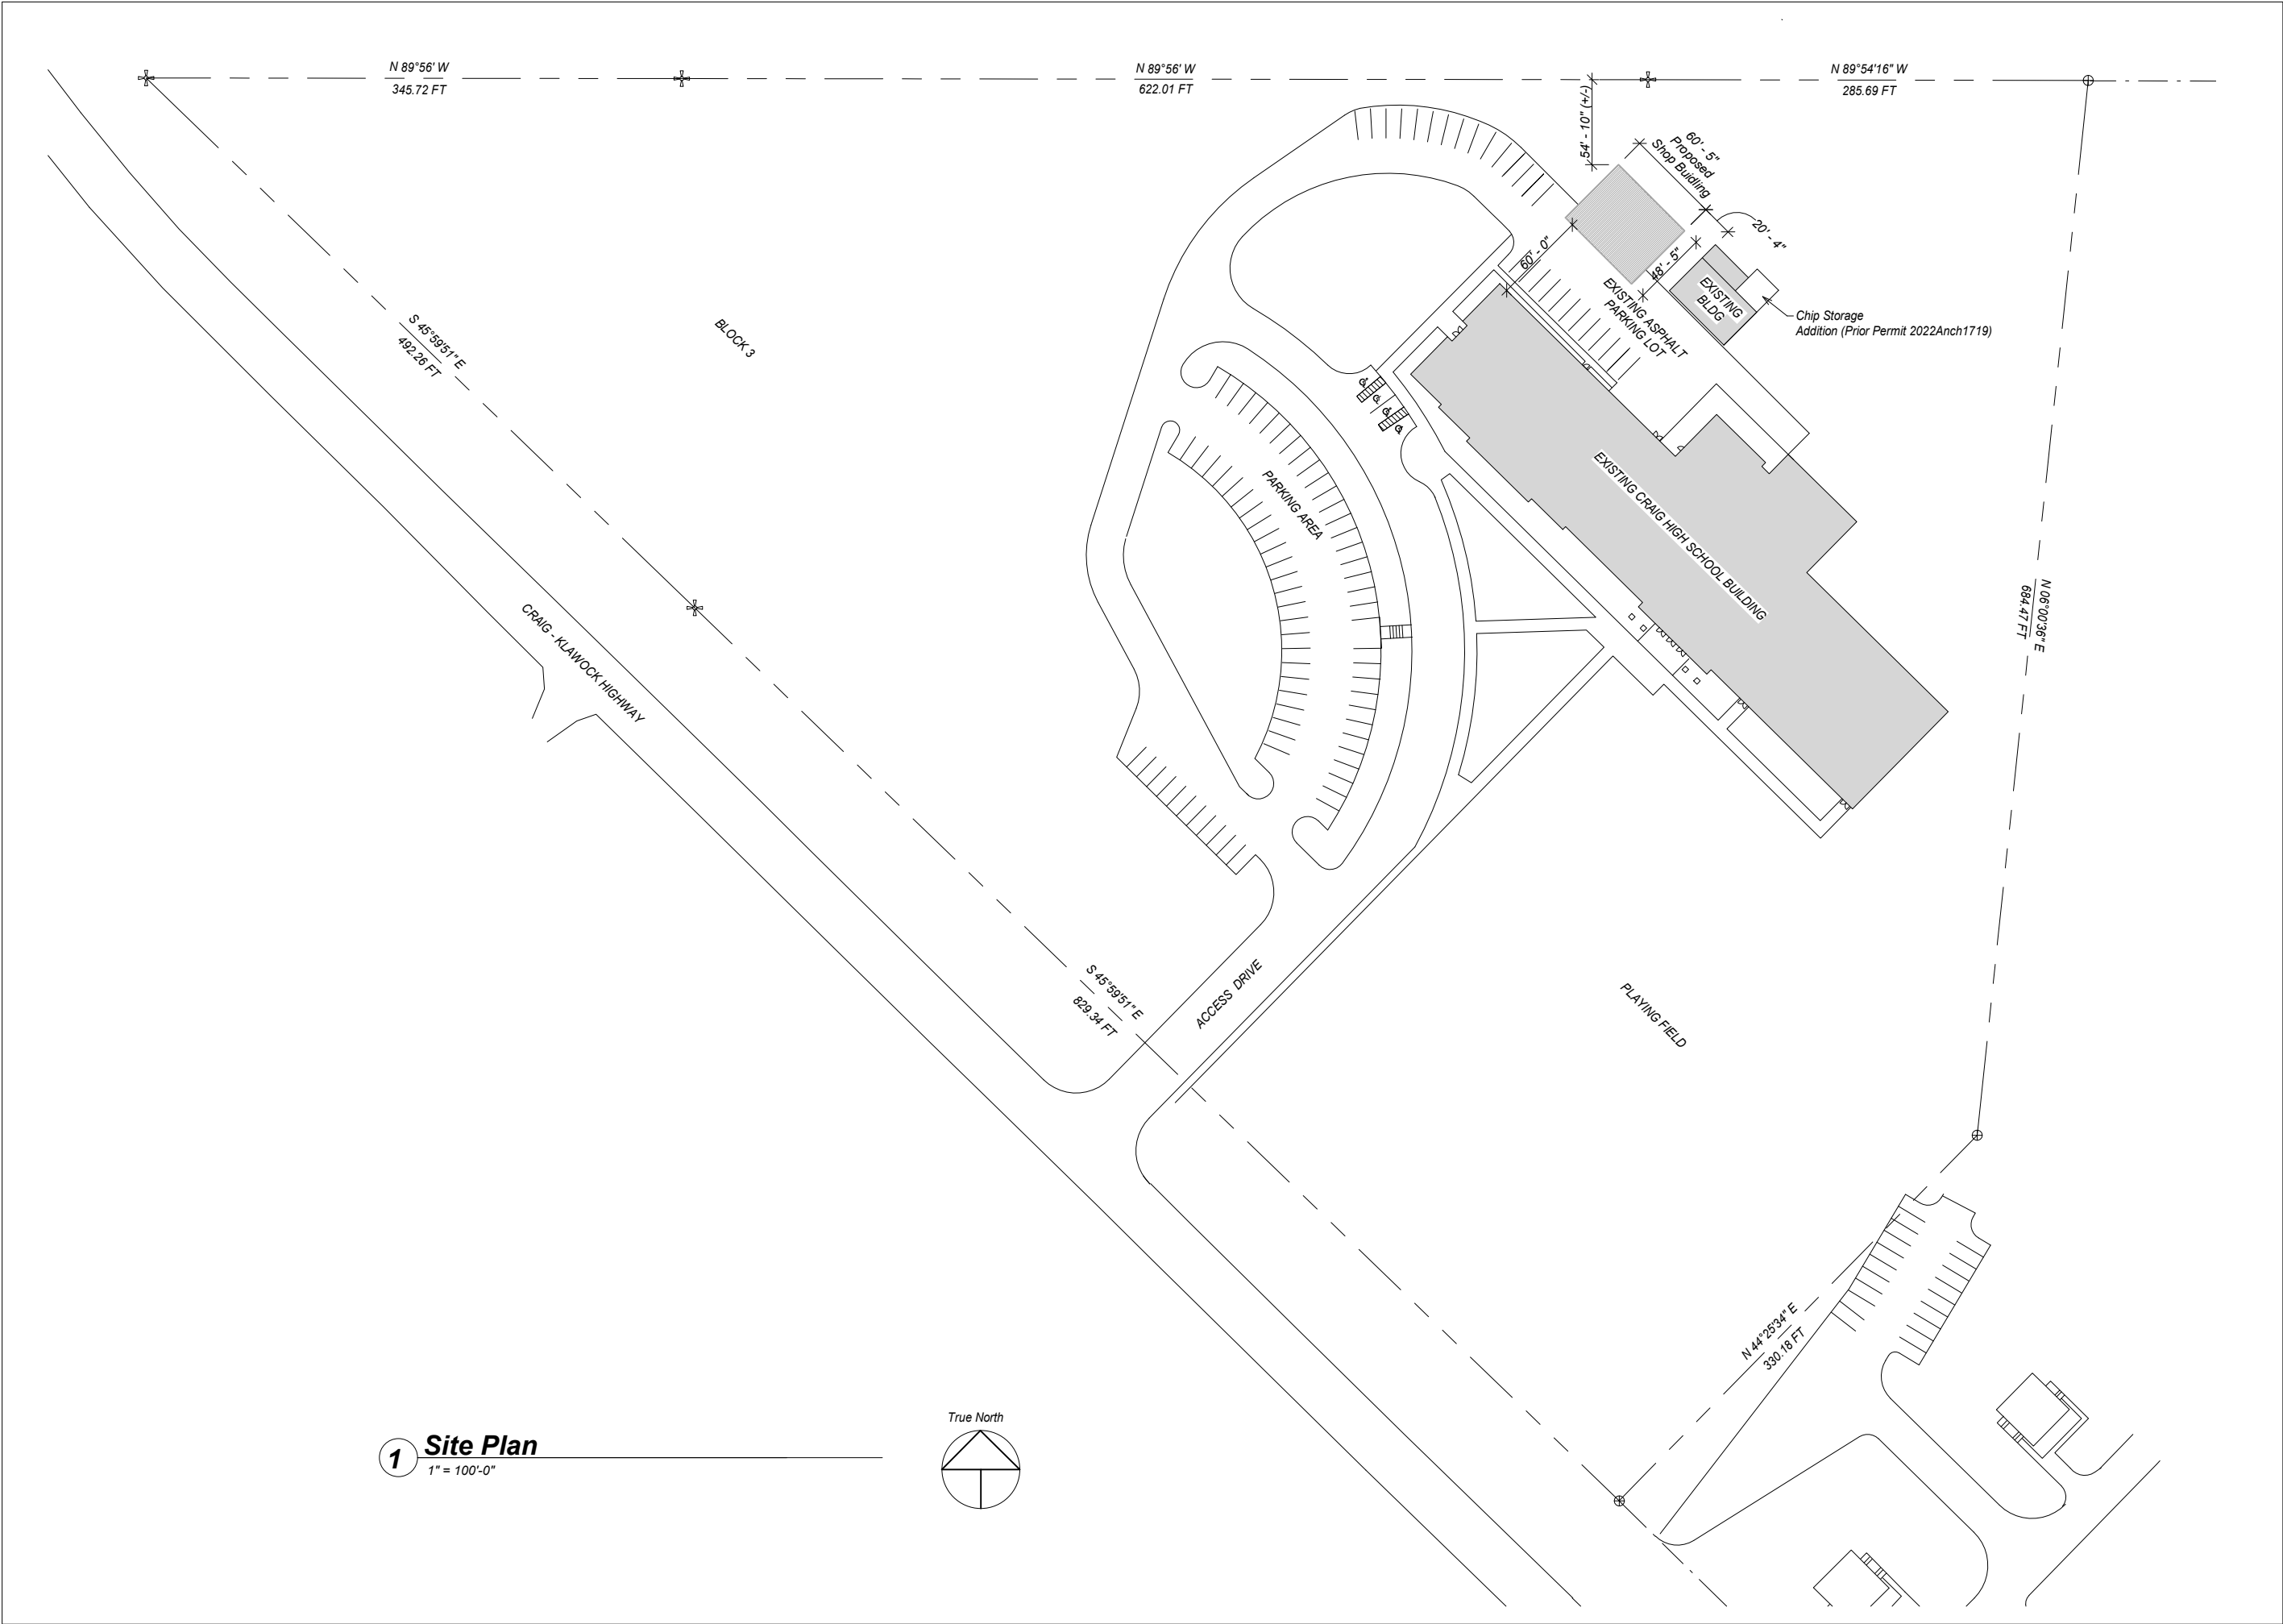 N 89°56' W
345.72 FT
N 89°56' W
622.01 FT
N 89°54'16" W
285.69 FT
54' - 10" (+/-)
60' - 5"
Proposed
Shop Buidling
20' - 4"
60' - 0"
48' - 5"
EXISTING
BLDG
EXISTING ASPHALT
PARKING LOT
Chip Storage
Addition (Prior Permit 2022Anch1719)
S 45°59'51" E
492.26 FT
BLOCK 3
PARKING AREA
EXISTING CRAIG HIGH SCHOOL BUILDING
N 06°00'36" E
684.47 FT
CRAIG - KLAWOCK HIGHWAY
S 45°59'51" E
829.34 FT
ACCESS DRIVE
PLAYING FIELD
N 44°25'34" E
330.18 FT
True North
1 Site Plan
1" = 100'-0"